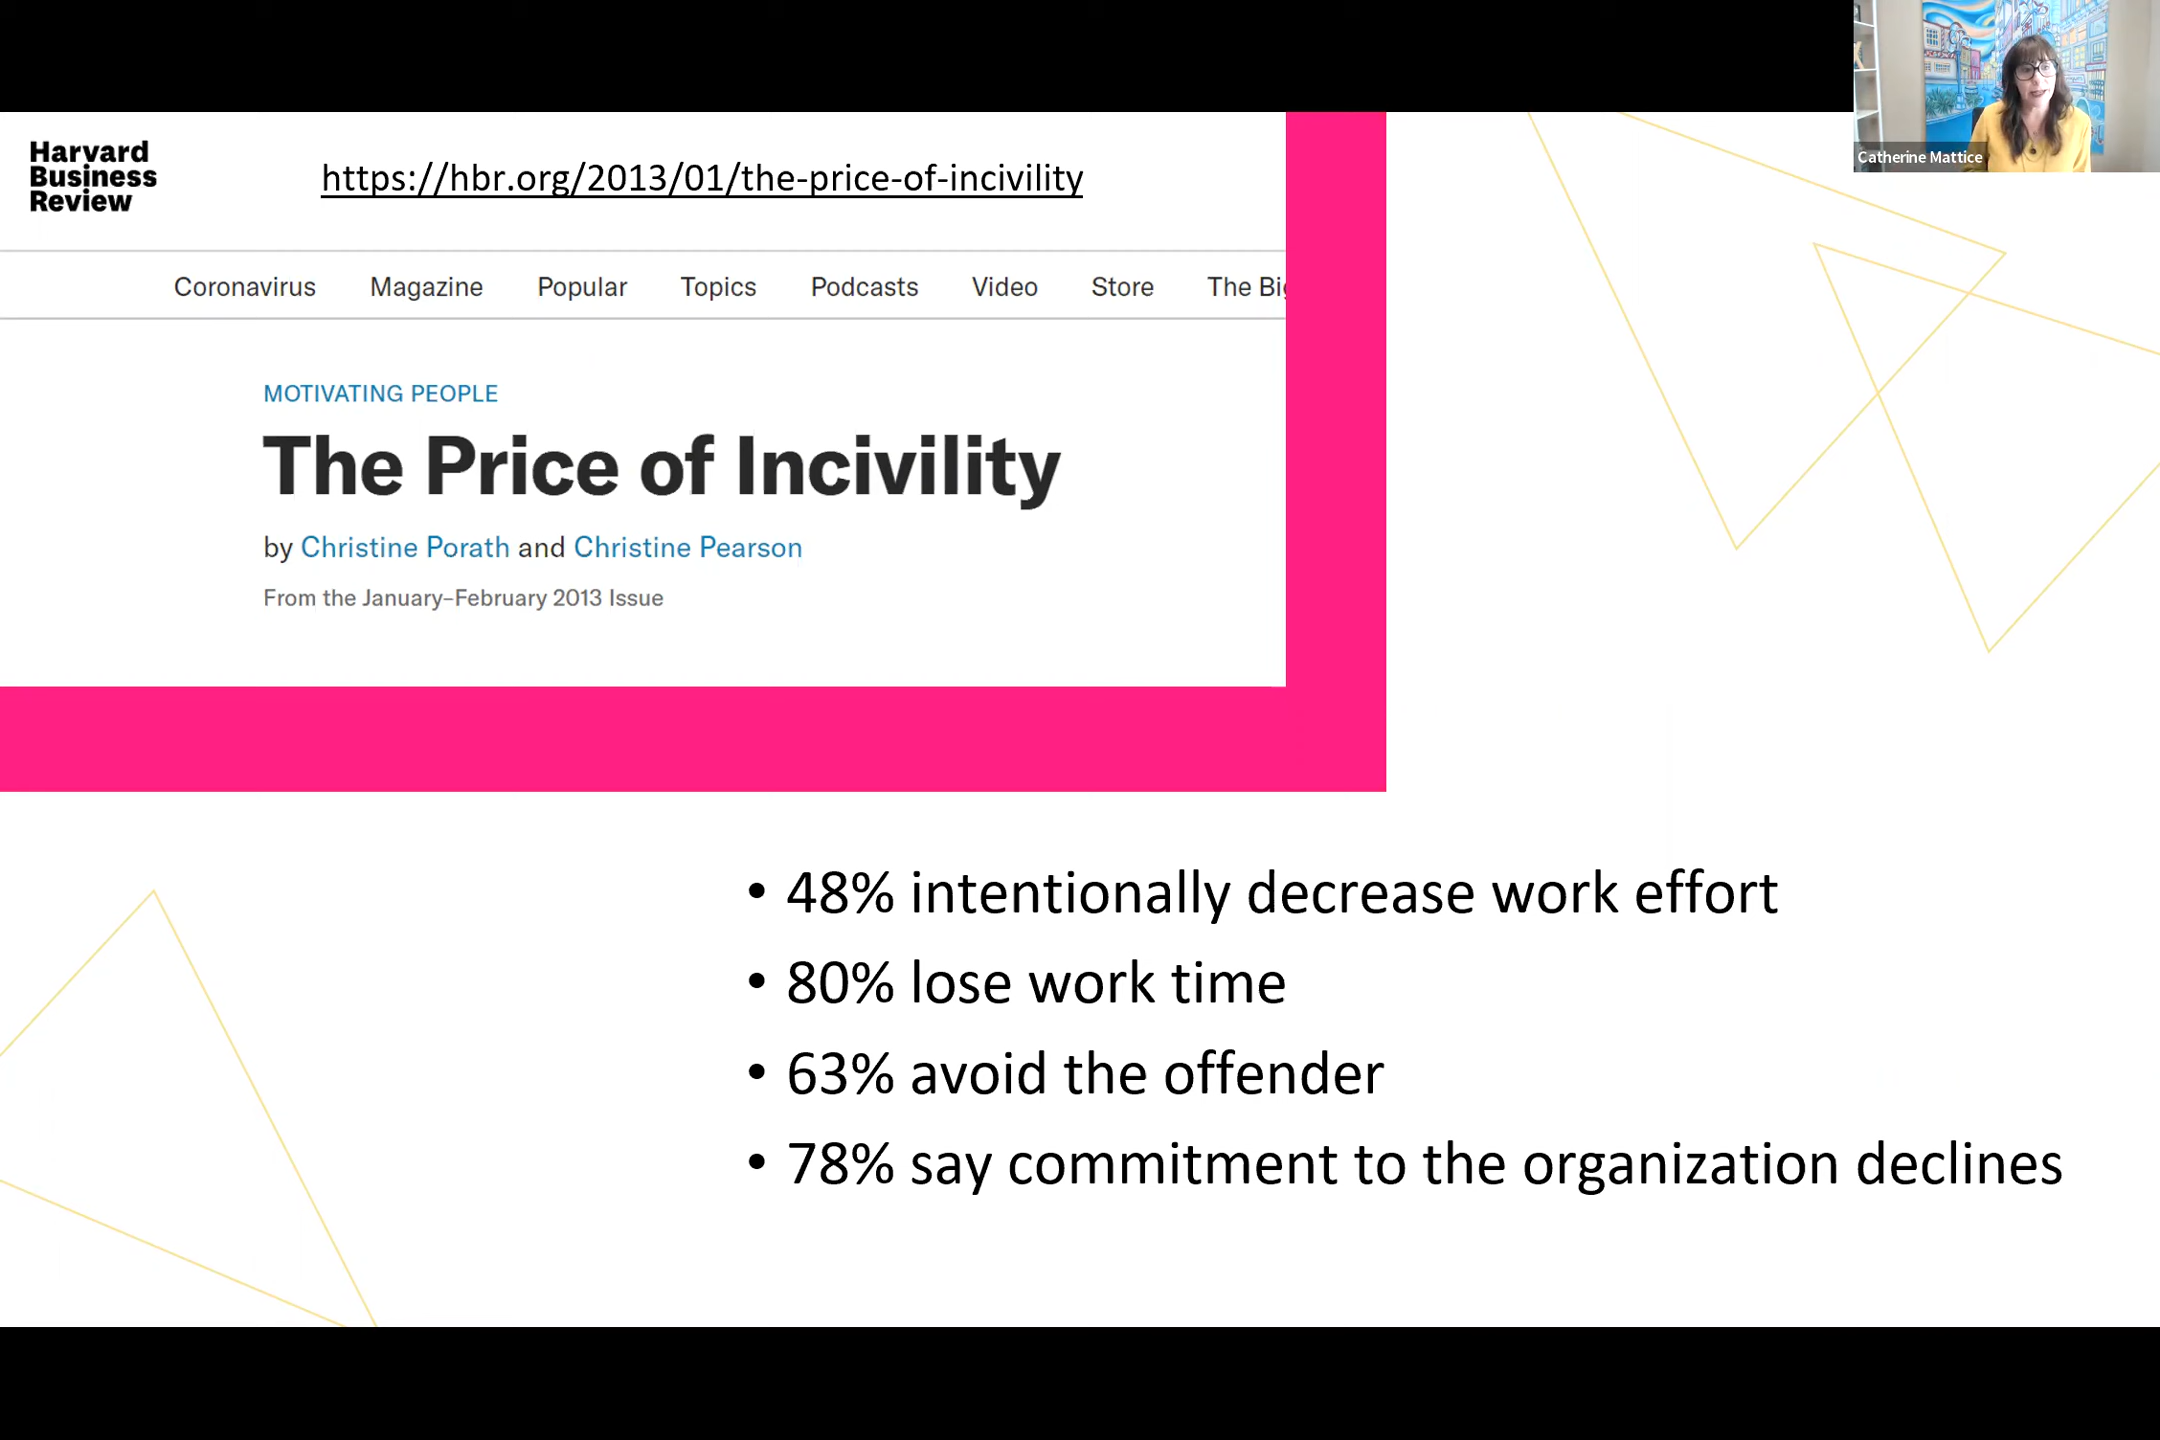 Harvard
Business
Review
https://hbr.org/2013/01/the-price-of-incivility
Catherine Mattice
Coronavirus Magazine Popular Topics Podcasts Video Store The Big
MOTIVATING PEOPLE
The Price of Incivility
by Christine Porath and Christine Pearson
From the January–February 2013 Issue
• 48% intentionally decrease work effort
• 80% lose work time
• 63% avoid the offender
• 78% say commitment to the organization declines